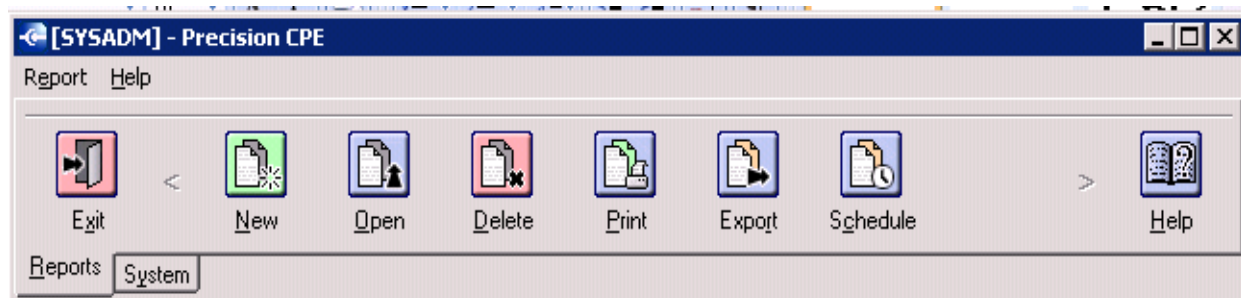 [SYSADM] - Precision CPE
Report Help
< >
Exit New Open Delete Print Export Schedule Help
Reports System